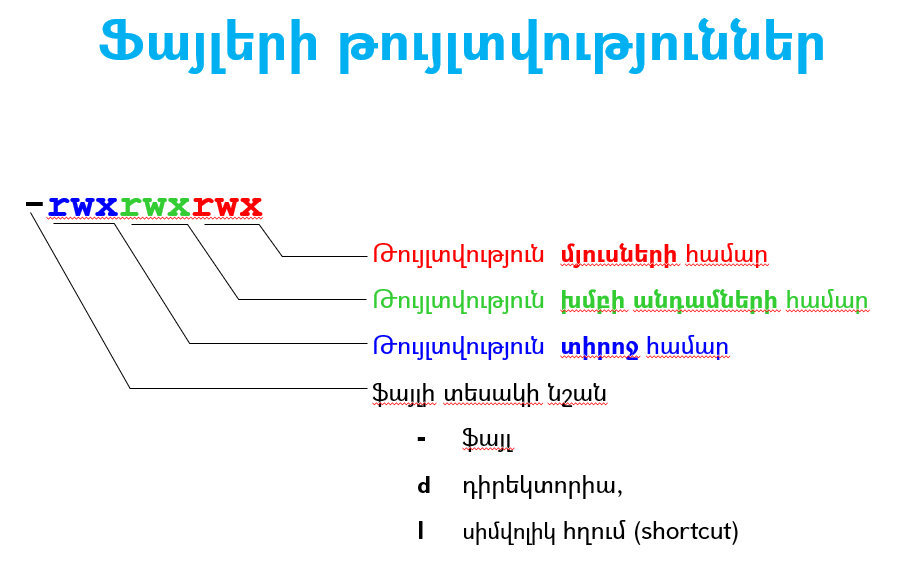 Ֆայլերի թույլտվություններ
-rwxrwxrwx
Թույլտվություն մյուսների համար
Թույլտվություն խմբի անդամների համար
Թույլտվություն տիրոջ համար
ֆայլի տեսակի նշան
- ֆայլ
d դիրեկտորիա,
l սիմվոլիկ հղում (shortcut)